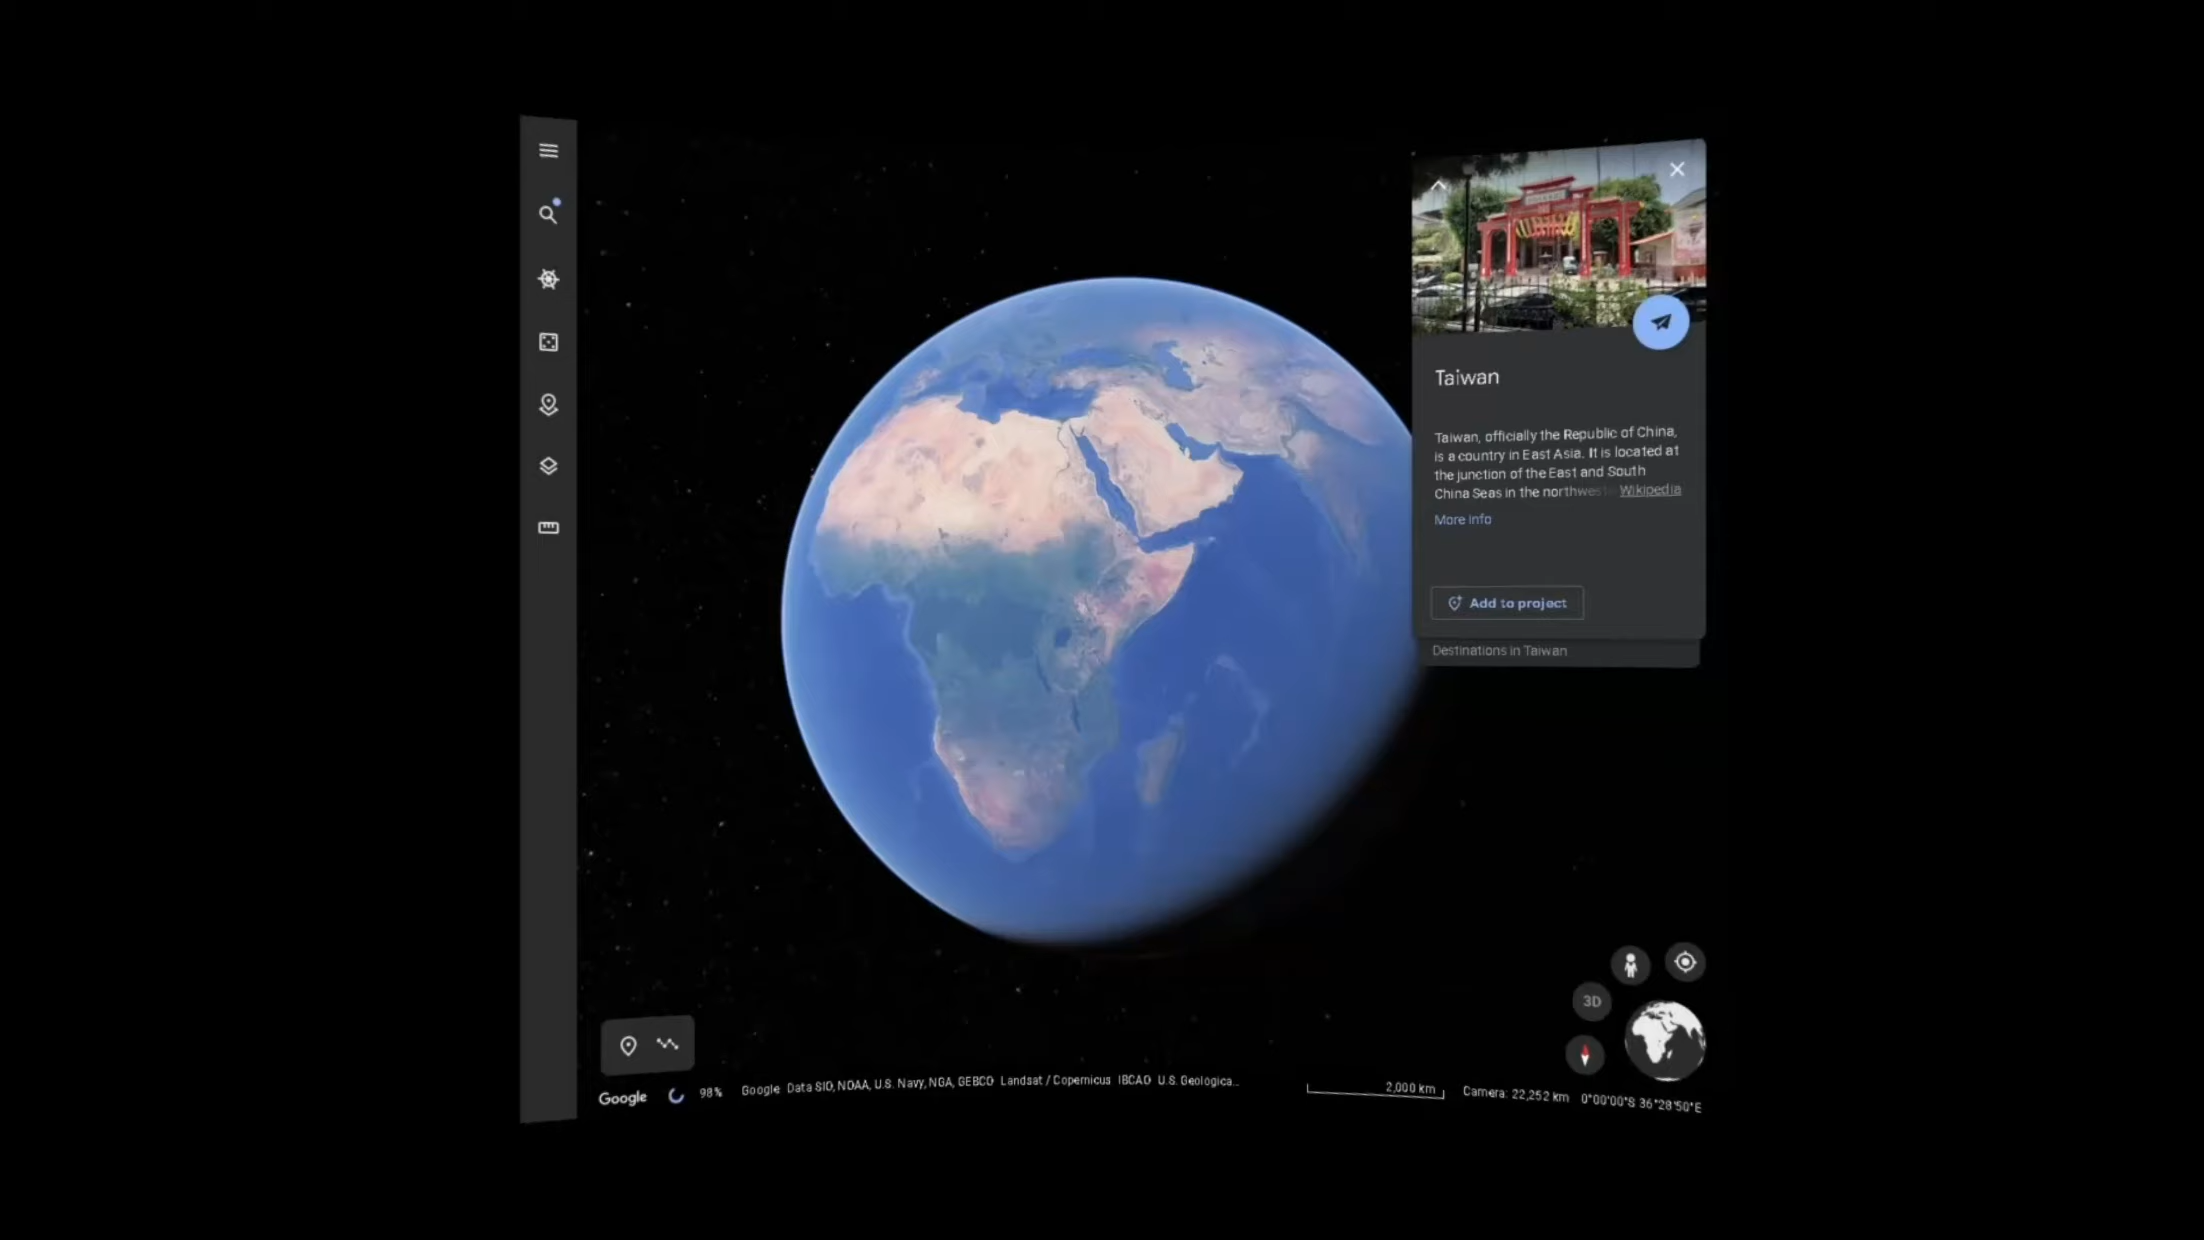 Taiwan
Taiwan, officially the Republic of China,
is a country in East Asia. It is located at
the junction of the East and South
China Seas in the northwest Wikipedia
More info
Add to project
Destinations in Taiwan
3D
Google 98% Google Data SIO, NOAA, U.S. Navy, NGA, GEBCO Landsat / Copernicus IBCAO U.S. Geologica... 2,000 km Camera: 22,252 km 0°00'00"S 36°28'50"E